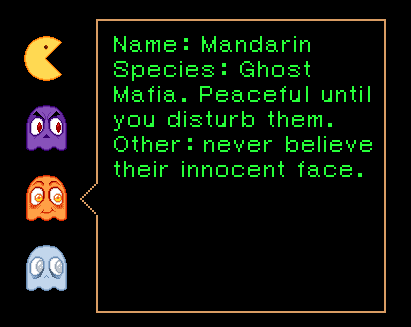 Name: Mandarin
Species: Ghost
Mafia. Peaceful until
you disturb them.
Other: never believe
their innocent face.